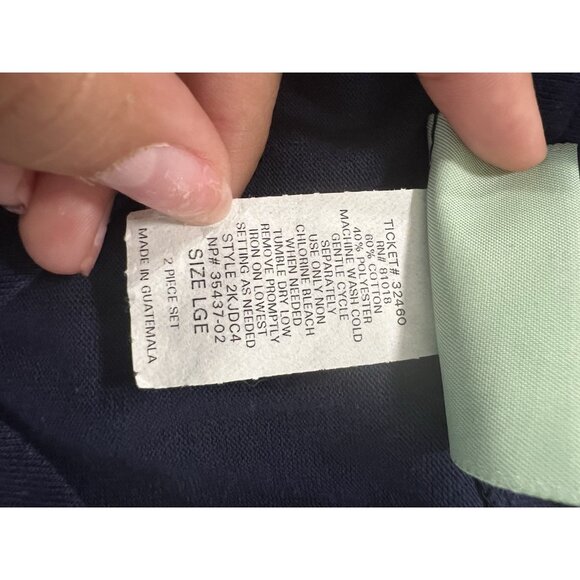 TICKET# 32460
RN# 81018
60% COTTON
40% POLYESTER
MACHINE WASH COLD
GENTLE CYCLE
SEPARATELY
USE ONLY NON
CHLORINE BLEACH
WHEN NEEDED
TUMBLE DRY LOW
REMOVE PROMPTLY
IRON ON LOWEST
SETTING AS NEEDED
STYLE 2KJDC4
NP# 35437-02
SIZE LGE
2 PIECE SET
MADE IN GUATEMALA